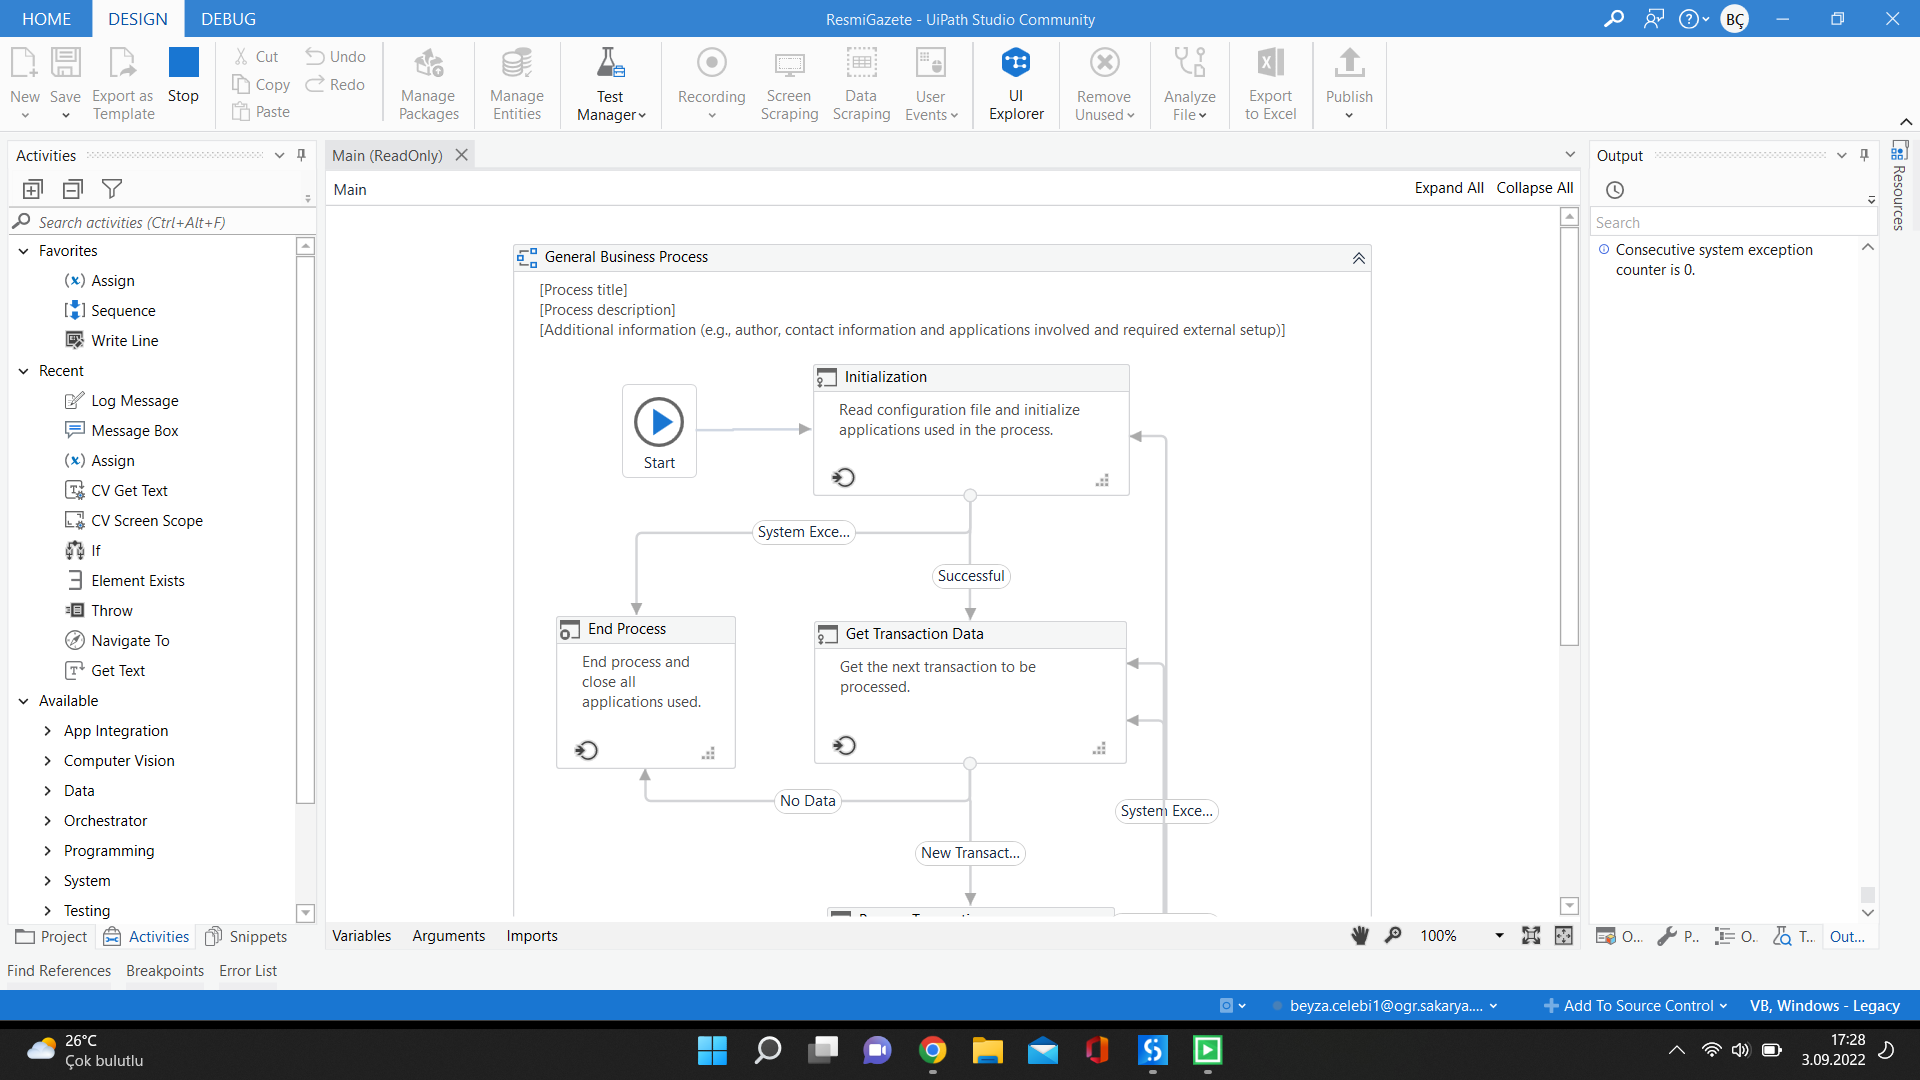 HOME
DESIGN
DEBUG
ResmiGazete - UiPath Studio Community
BÇ
New
Save
Export as
Template
Stop
Cut
Copy
Paste
Undo
Redo
Manage
Packages
Manage
Entities
Test
Manager
Recording
Screen
Scraping
Data
Scraping
User
Events
UI
Explorer
Remove
Unused
Analyze
File
Export
to Excel
Publish
Activities
Search activities (Ctrl+Alt+F)
Favorites
Assign
Sequence
Write Line
Recent
Log Message
Message Box
Assign
CV Get Text
CV Screen Scope
If
Element Exists
Throw
Navigate To
Get Text
Available
App Integration
Computer Vision
Data
Orchestrator
Programming
System
Testing
Project
Activities
Snippets
Main (ReadOnly)
Main
Expand All
Collapse All
General Business Process
[Process title]
[Process description]
[Additional information (e.g., author, contact information and applications involved and required external setup)]
Start
Initialization
Read configuration file and initialize
applications used in the process.
System Exce...
Successful
End Process
End process and
close all
applications used.
Get Transaction Data
Get the next transaction to be
processed.
No Data
System Exce...
New Transact...
Variables
Arguments
Imports
100%
Output
Search
Consecutive system exception
counter is 0.
Resources
O...
P..
O.
T...
Out...
Find References
Breakpoints
Error List
beyza.celebi1@ogr.sakarya....
Add To Source Control
VB, Windows - Legacy
26°C
Çok bulutlu
17:28
3.09.2022